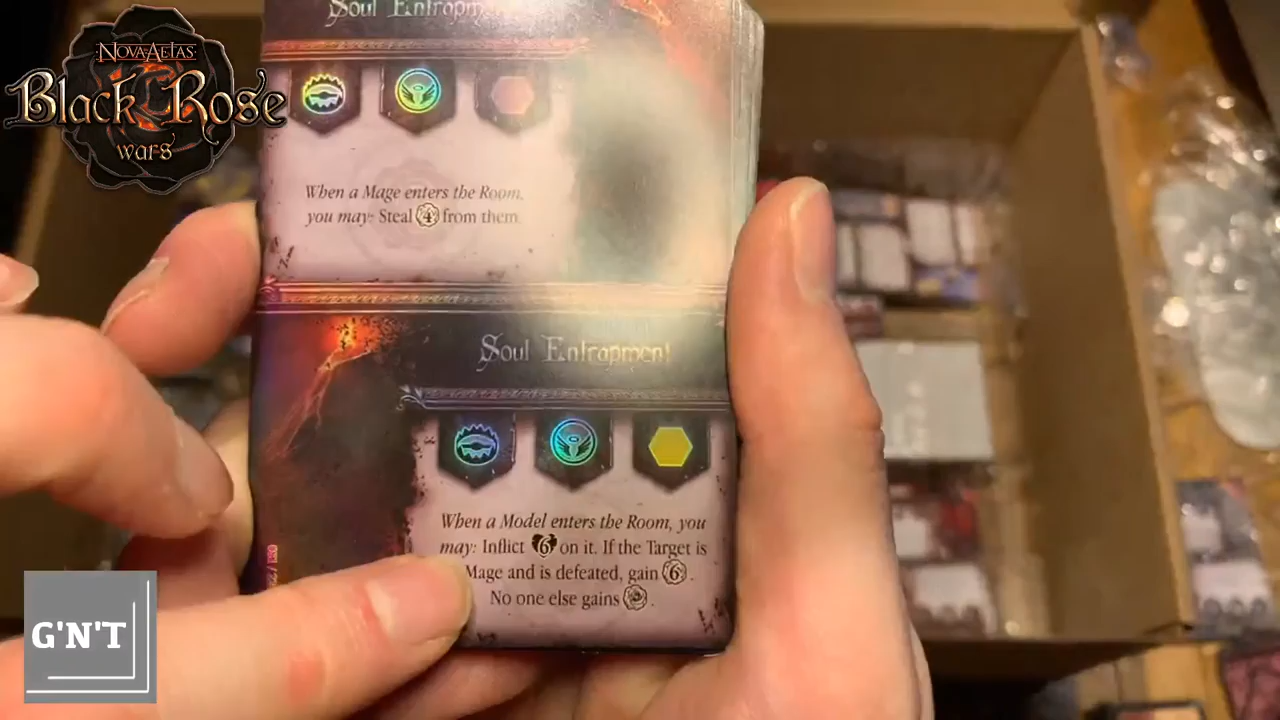 NOVA AETAS
Black Rose
wars
Soul Entrapment
When a Mage enters the Room,
you may: Steal 4 from them.
Soul Entrapment
When a Model enters the Room, you
may: Inflict 6 on it. If the Target is
Mage and is defeated, gain 6.
No one else gains .
G'N'T